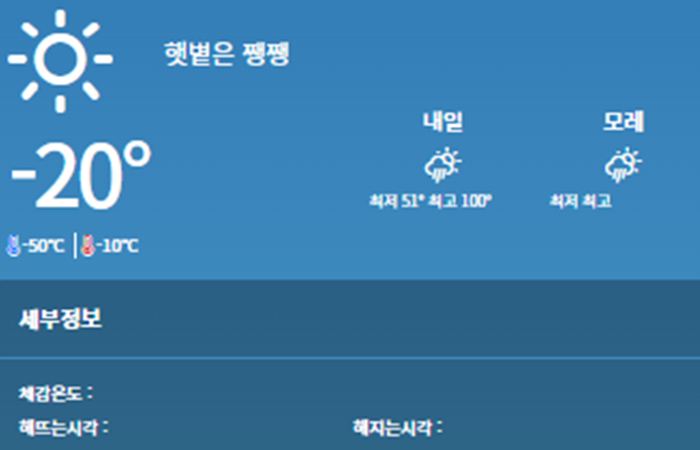 햇볕은 쨍쨍
-20°
-50℃ | -10℃
내일 모레
최저 51° 최고 100° 최저 최고
세부정보
체감온도 :
해뜨는시각 : 해지는시각 :